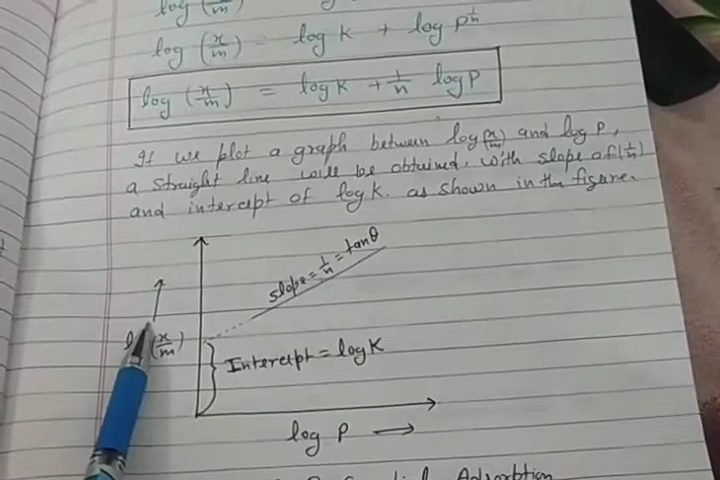 log (x/m)
log (x/m) = log K + log P^1/n
log (x/m) = log K + 1/n log P
If we plot a graph between log (x/m) and log P,
a straight line will be obtained, with slope of (1/n)
and intercept of log K. as shown in the figure.
slope = 1/n = tanθ
(x/m)
Intercept = log K
log P →
Adsorbtion